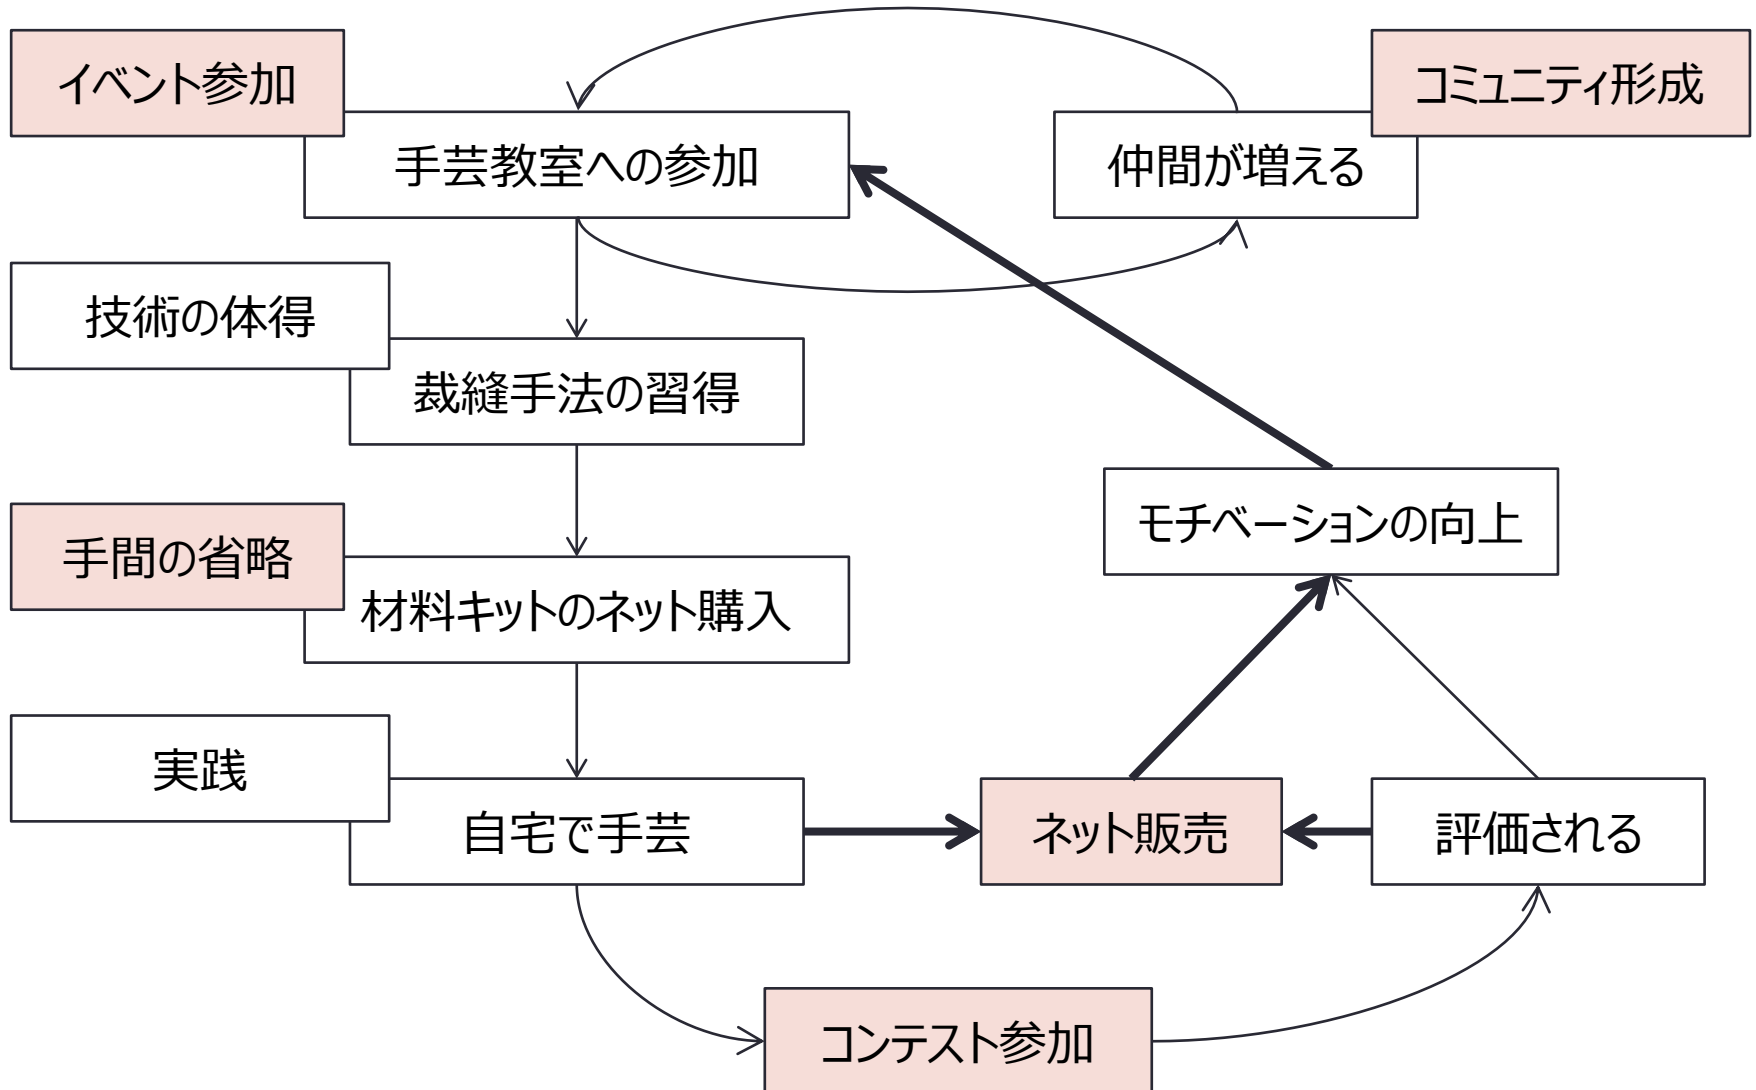 イベント参加
コミュニティ形成
手芸教室への参加
仲間が増える
技術の体得
裁縫手法の習得
モチベーションの向上
手間の省略
材料キットのネット購入
実践
自宅で手芸
ネット販売
評価される
コンテスト参加